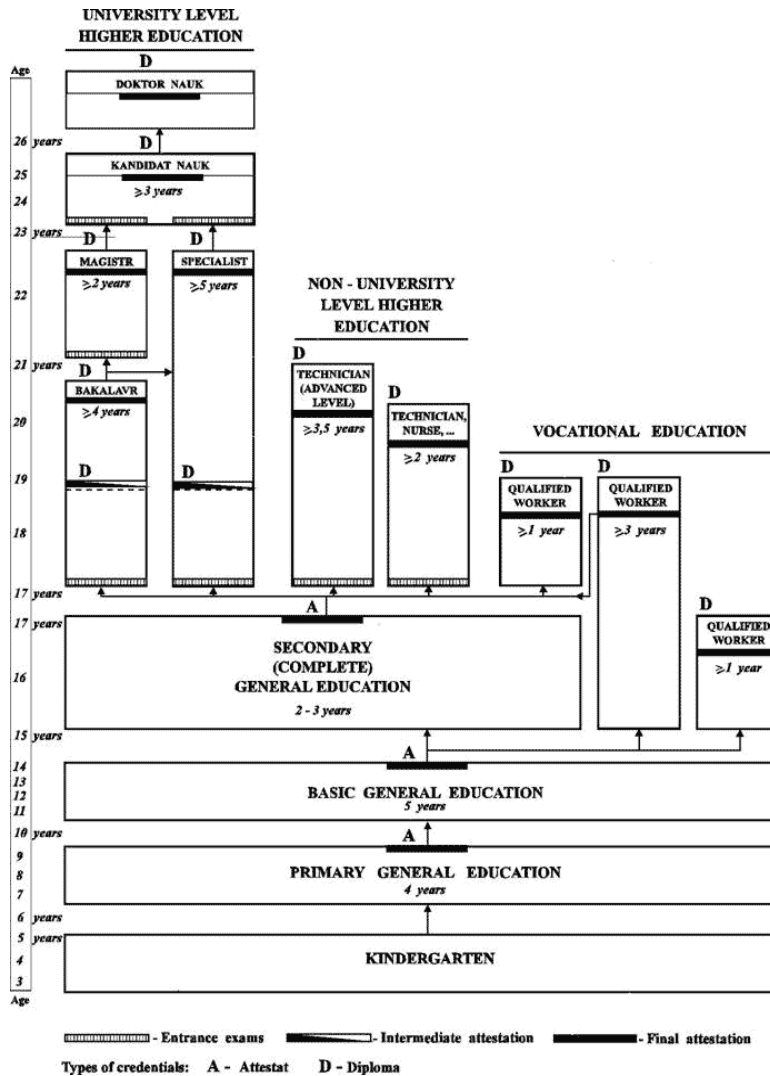 UNIVERSITY LEVEL
HIGHER EDUCATION
Age
D
DOKTOR NAUK
26 years
D
KANDIDAT NAUK
25
≥3 years
24
23 years
D
D
MAGISTR
SPECIALIST
≥2 years
≥5 years
22
NON - UNIVERSITY
LEVEL HIGHER
EDUCATION
21 years
D
D
BAKALAVR
TECHNICIAN
(ADVANCED
LEVEL)
D
≥4 years
20
≥3,5 years
TECHNICIAN,
NURSE, ...
≥2 years
VOCATIONAL EDUCATION
19
D
D
D
D
QUALIFIED
WORKER
QUALIFIED
WORKER
18
≥1 year
≥3 years
17 years
A
17 years
D
SECONDARY
(COMPLETE)
GENERAL EDUCATION
QUALIFIED
WORKER
16
≥1 year
2 - 3 years
15 years
A
14
13
BASIC GENERAL EDUCATION
12
5 years
11
10 years
A
9
PRIMARY GENERAL EDUCATION
8
4 years
7
6 years
5 years
KINDERGARTEN
4
3
Age
- Entrance exams
- Intermediate attestation
- Final attestation
Types of credentials: A - Attestat D - Diploma